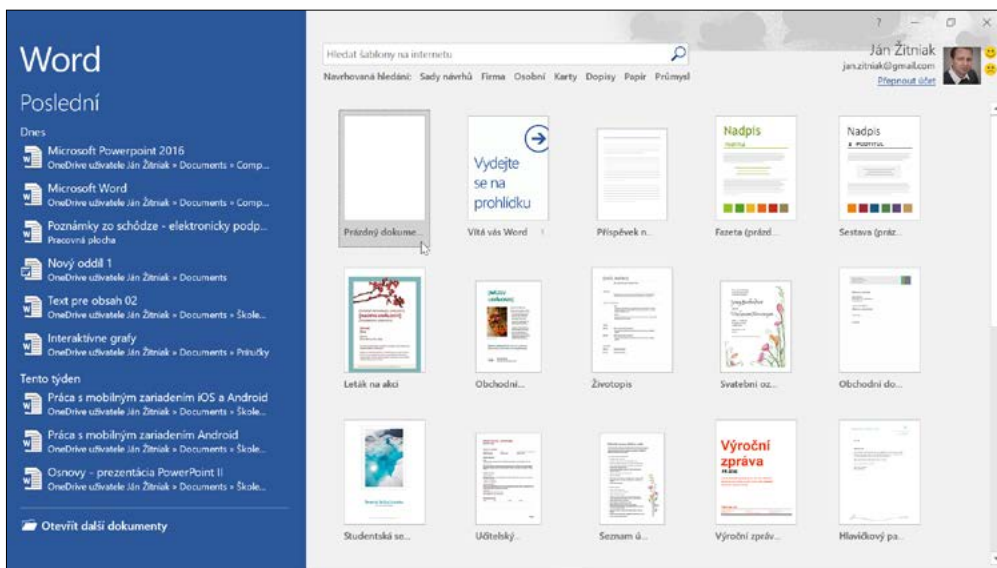 Word
Poslední
Dnes
Microsoft Powerpoint 2016
OneDrive uživatele Ján Žitniak » Documents » Comp...
Microsoft Word
OneDrive uživatele Ján Žitniak » Documents » Comp...
Poznámky zo schôdze - elektronicky podp...
Pracovná plocha
Nový oddíl 1
OneDrive uživatele Ján Žitniak » Documents
Text pre obsah 02
OneDrive uživatele Ján Žitniak » Documents » Škole...
Interaktívne grafy
OneDrive uživatele Ján Žitniak » Documents » Príručky
Tento týden
Práca s mobilným zariadením iOS a Android
OneDrive uživatele Ján Žitniak » Documents » Škole...
Práca s mobilným zariadením Android
OneDrive uživatele Ján Žitniak » Documents » Škole...
Osnovy - prezentácia PowerPoint II
OneDrive uživatele Ján Žitniak » Documents » Škole...
Otevřít další dokumenty
?
Ján Žitniak
jan.zitniak@gmail.com
Přepnout účet
Hledat šablony na internetu
Navrhovaná hledání: Sady návrhů Firma Osobní Karty Dopisy Papír Průmysl
Vydejte
se na
prohlídku
Nadpis
Nadpis
Prázdný dokume...
Vítá vás Word
Příspěvek n...
Fazeta (prázd...
Sestava (práz...
Leták na akci
Obchodní...
Životopis
Svatební oz...
Obchodní do...
Výroční
zpráva
Studentská se...
Učitelský...
Seznam ú...
Výroční zpráv...
Hlavičkový pa...